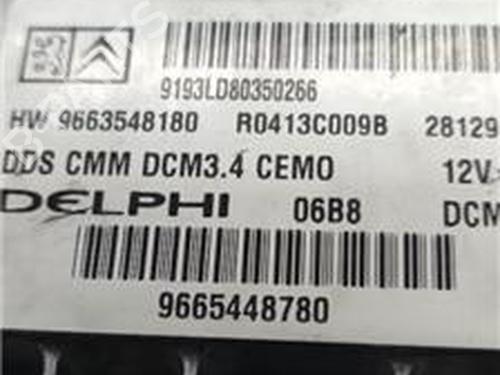 9193LD80350266
HW 9663548180 R0413C009B 28129
DDS CMM DCM3.4 CEMO 12V
DELPHI 06B8 DCM
9665448780